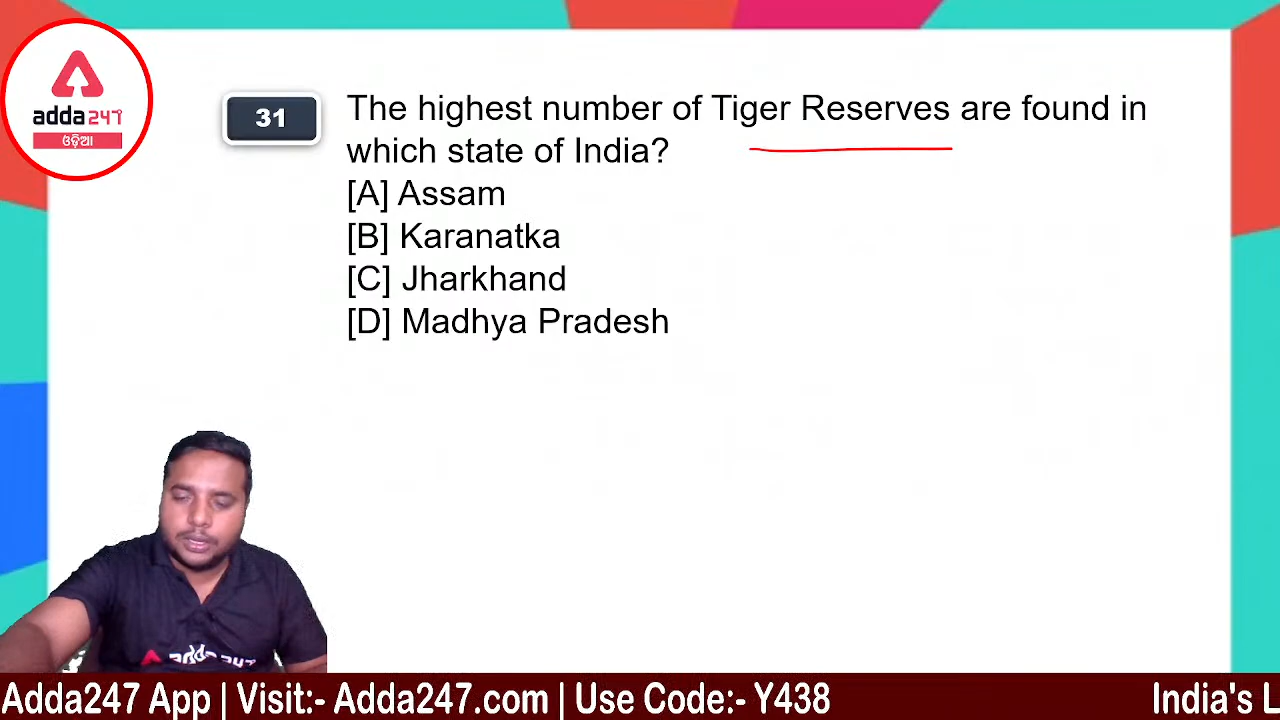 adda247
ଓଡ଼ିଆ
31
The highest number of Tiger Reserves are found in
which state of India?
[A] Assam
[B] Karanatka
[C] Jharkhand
[D] Madhya Pradesh
adda247
Adda247 App | Visit:- Adda247.com | Use Code:- Y438
India's L